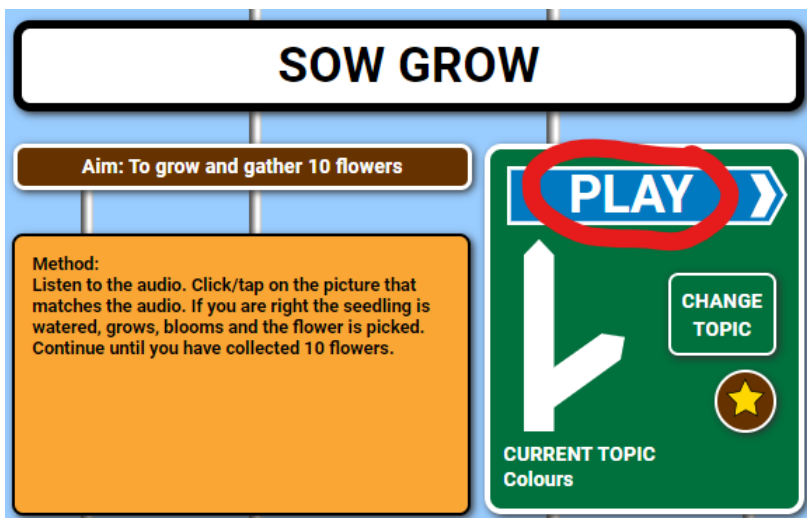 SOW GROW
Aim: To grow and gather 10 flowers
Method:
Listen to the audio. Click/tap on the picture that
matches the audio. If you are right the seedling is
watered, grows, blooms and the flower is picked.
Continue until you have collected 10 flowers.
PLAY
CHANGE
TOPIC
CURRENT TOPIC
Colours